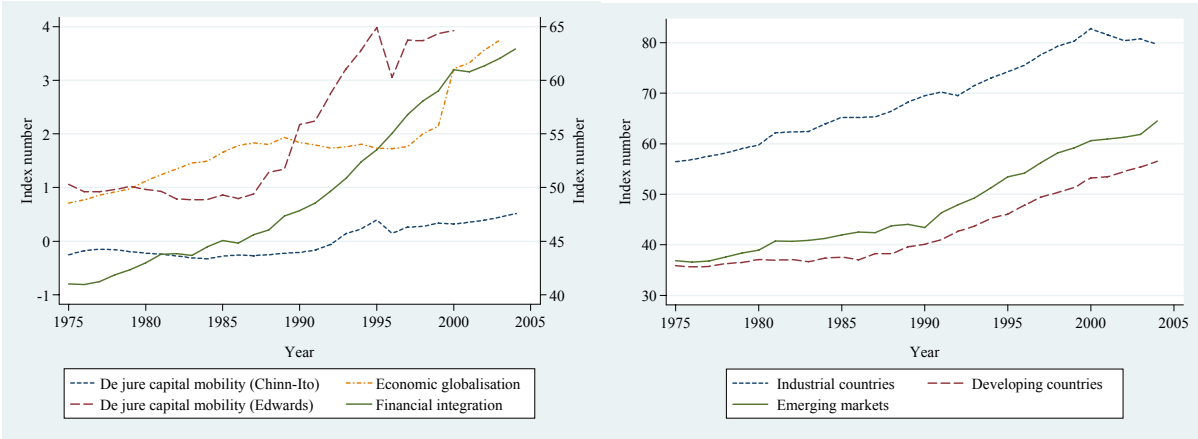 4
3
2
1
0
-1
Index number
65
60
55
50
45
40
Index number
1975 1980 1985 1990 1995 2000 2005
Year
De jure capital mobility (Chinn-Ito) Economic globalisation
De jure capital mobility (Edwards) Financial integration
80
70
60
50
40
30
Index number
1975 1980 1985 1990 1995 2000 2005
Year
Industrial countries Developing countries
Emerging markets